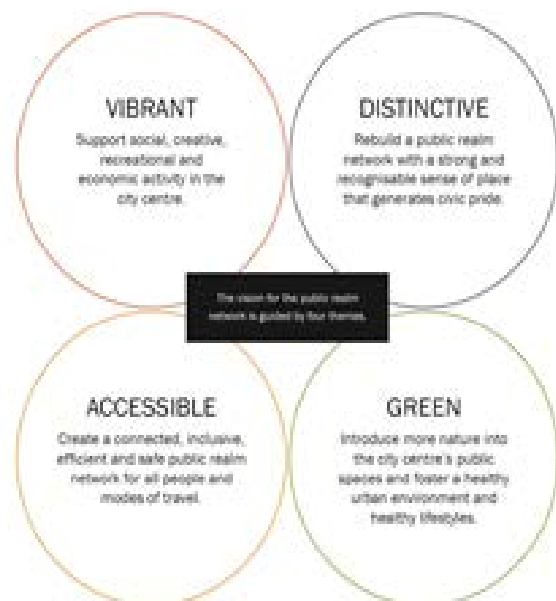 VIBRANT
Support social, creative,
recreational and
economic activity in the
city centre.
DISTINCTIVE
Rebuild a public realm
network with a strong and
recognisable sense of place
that generates civic pride.
The vision for the public realm
network is guided by four themes.
ACCESSIBLE
Create a connected, inclusive,
efficient and safe public realm
network for all people and
modes of travel.
GREEN
Introduce more nature into
the city centre's public
spaces and foster a healthy
urban environment and
healthy lifestyles.